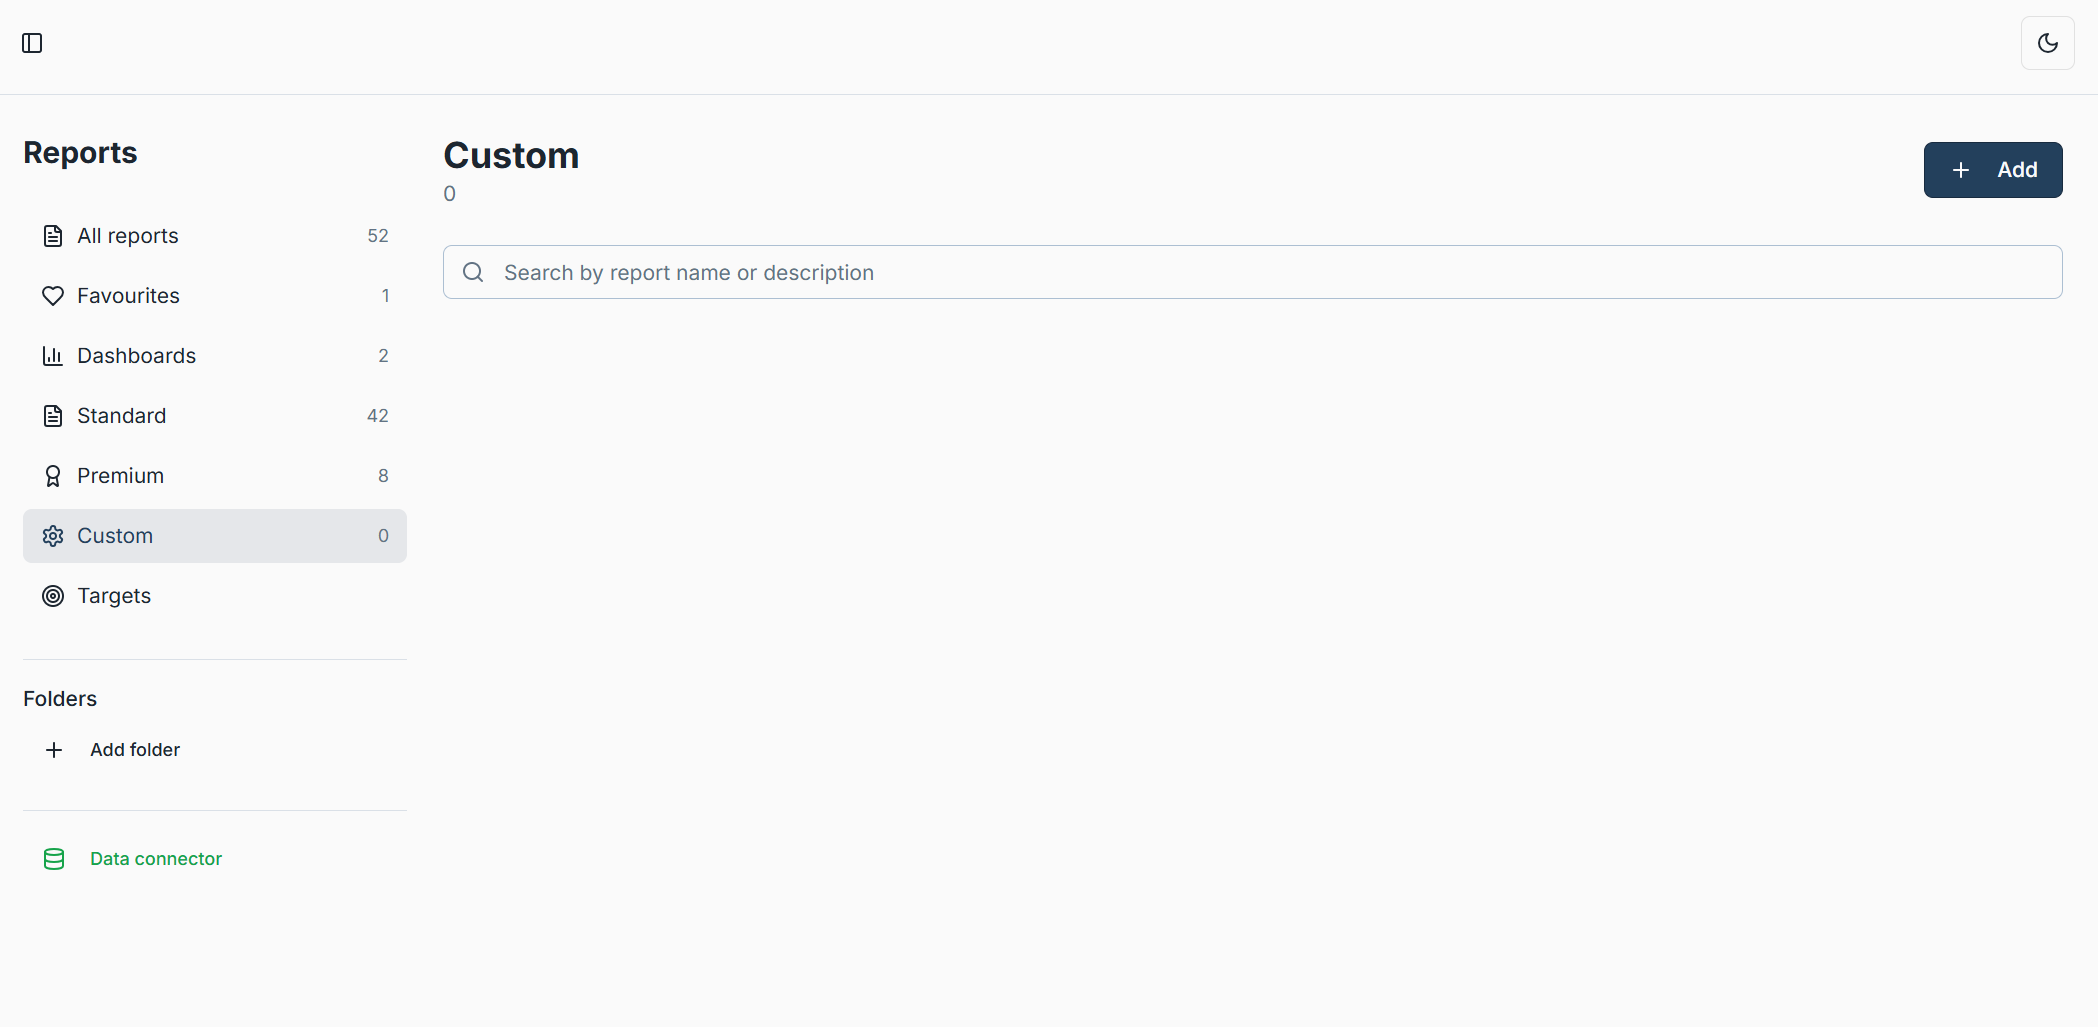 Reports
All reports 52
Favourites 1
Dashboards 2
Standard 42
Premium 8
Custom 0
Targets
Folders
Add folder
Data connector
Custom
0
Add
Search by report name or description